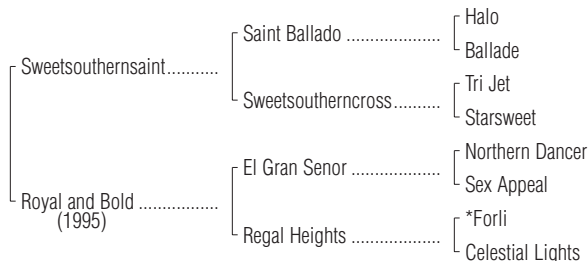 Halo
Saint Ballado ....................
Ballade
Sweetsouthernsaint...........
Tri Jet
Sweetsoutherncross.............
Starsweet
Northern Dancer
El Gran Senor ...................
Sex Appeal
Royal and Bold .................
(1995)
*Forli
Regal Heights ....................
Celestial Lights